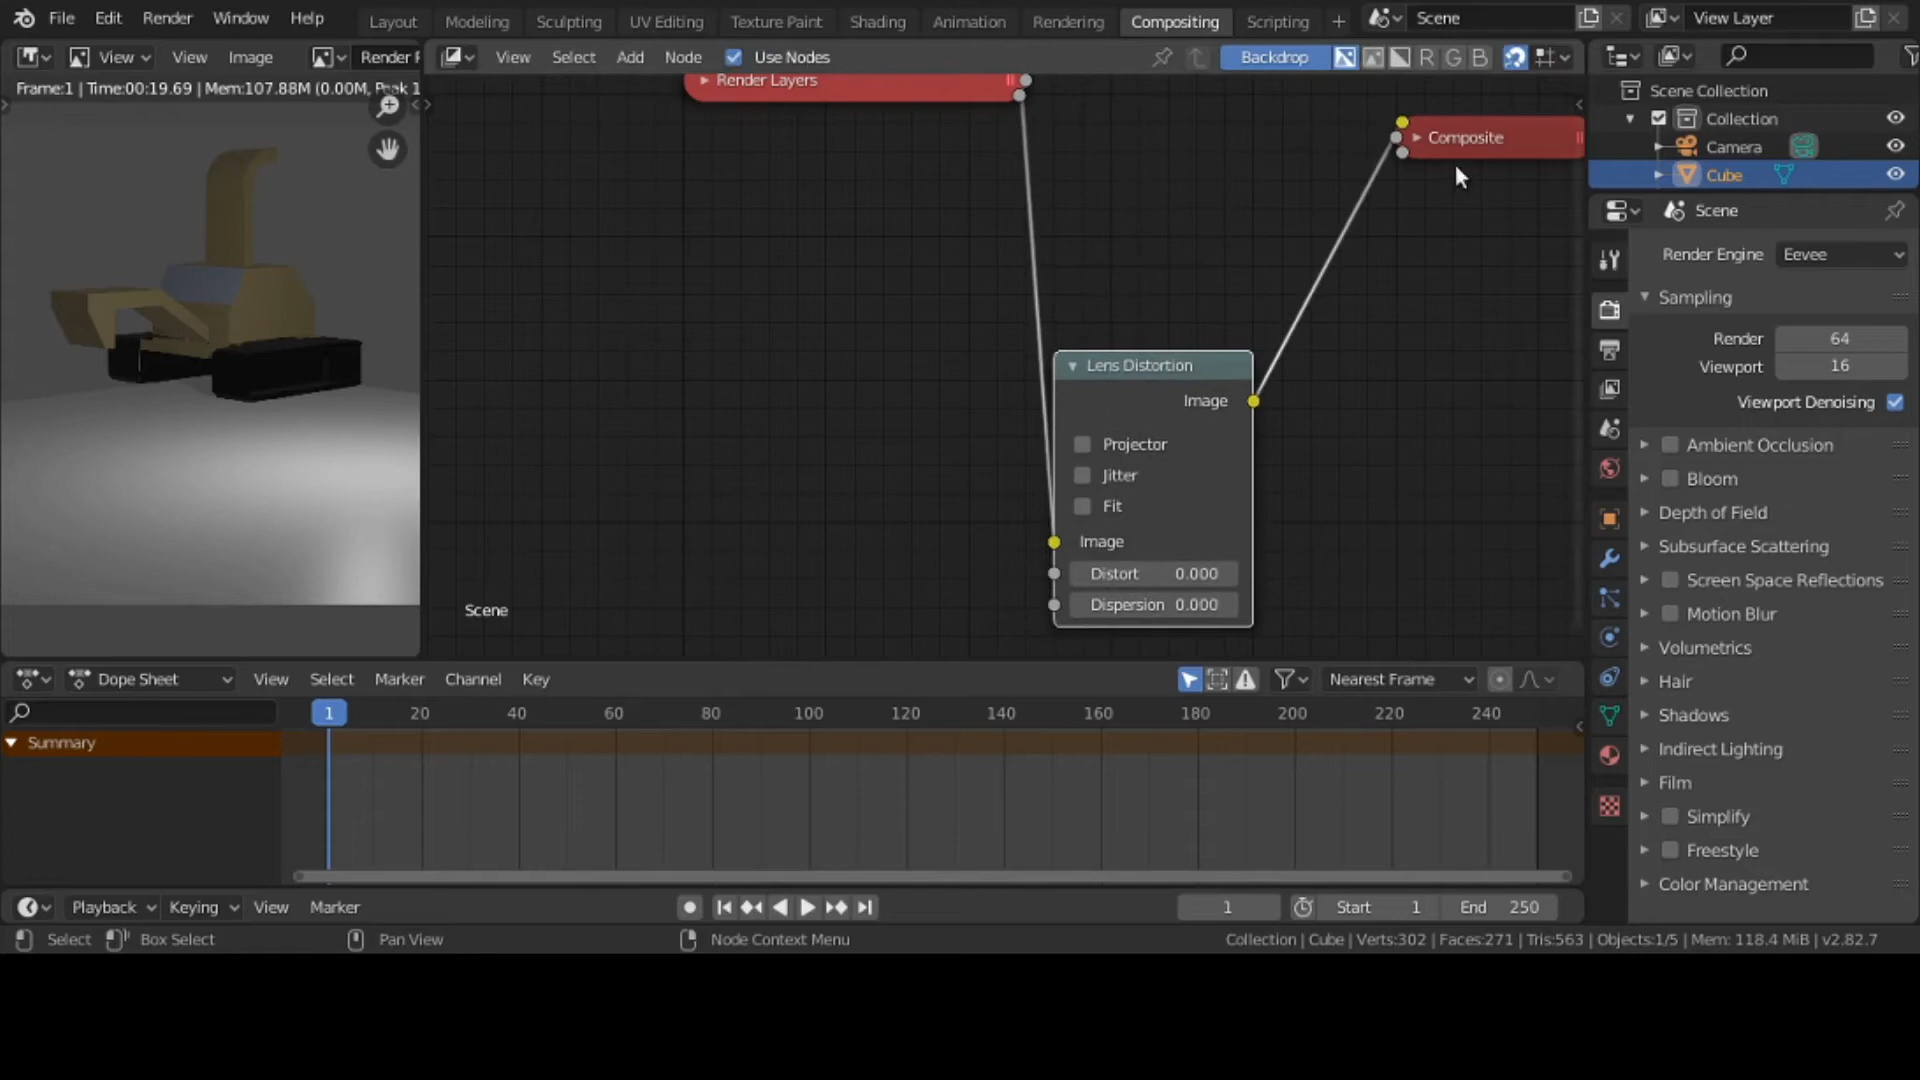 File Edit Render Window Help Layout Modeling Sculpting UV Editing Texture Paint Shading Animation Rendering Compositing Scripting + Scene View Layer
View View Image Render View Select Add Node Use Nodes Backdrop R G B
Frame:1 | Time:00:19.69 | Mem:107.88M (0.00M, Peak 1
Render Layers
Composite
Lens Distortion
Image
Projector
Jitter
Fit
Image
Distort 0.000
Dispersion 0.000
Scene
Scene Collection
Collection
Camera
Cube
Scene
Render Engine Eevee
Sampling
Render 64
Viewport 16
Viewport Denoising
Ambient Occlusion
Bloom
Depth of Field
Subsurface Scattering
Screen Space Reflections
Motion Blur
Volumetrics
Hair
Shadows
Indirect Lighting
Film
Simplify
Freestyle
Color Management
Dope Sheet View Select Marker Channel Key Nearest Frame
1 20 40 60 80 100 120 140 160 180 200 220 240
Summary
Playback Keying View Marker 1 Start 1 End 250
Select Box Select Pan View Node Context Menu Collection | Cube | Verts:302 | Faces:271 | Tris:563 | Objects:1/5 | Mem: 118.4 MiB | v2.82.7